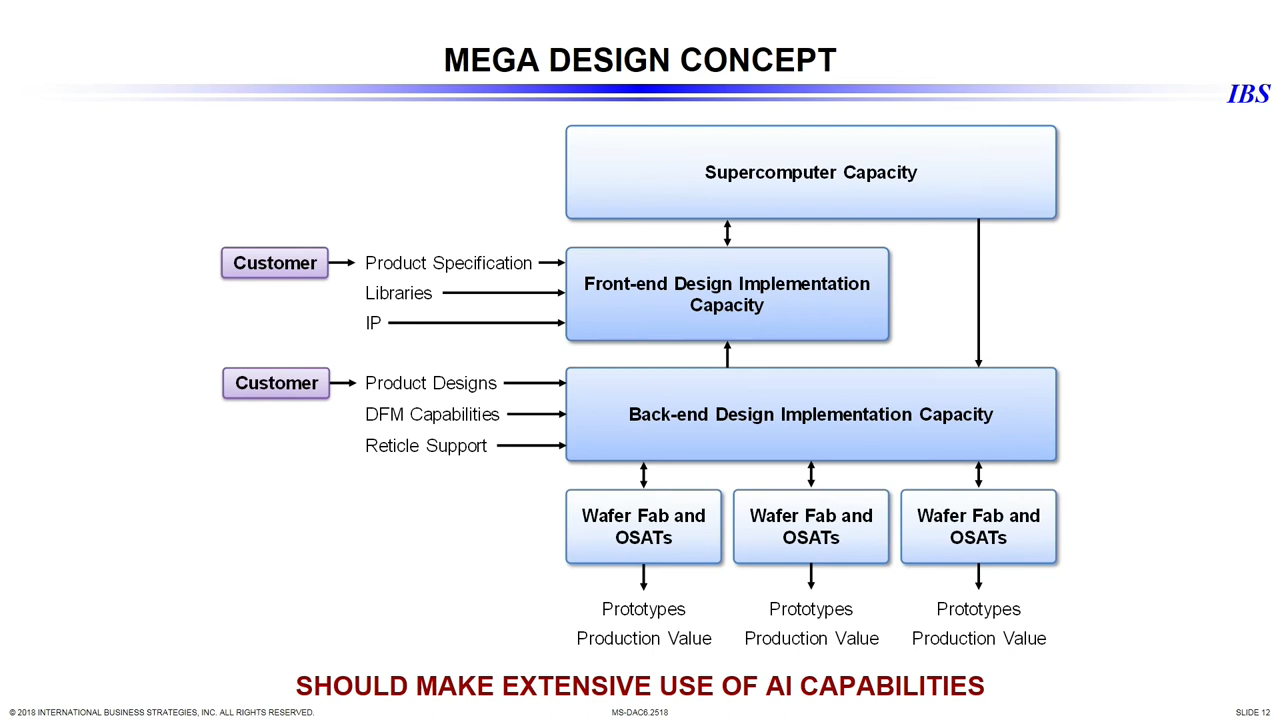 MEGA DESIGN CONCEPT
IBS
Supercomputer Capacity
Customer
Product Specification
Libraries
IP
Front-end Design Implementation
Capacity
Customer
Product Designs
DFM Capabilities
Reticle Support
Back-end Design Implementation Capacity
Wafer Fab and
OSATs
Wafer Fab and
OSATs
Wafer Fab and
OSATs
Prototypes
Production Value
Prototypes
Production Value
Prototypes
Production Value
SHOULD MAKE EXTENSIVE USE OF AI CAPABILITIES
© 2018 INTERNATIONAL BUSINESS STRATEGIES, INC. ALL RIGHTS RESERVED.
MS-DAC6.2518
SLIDE 12